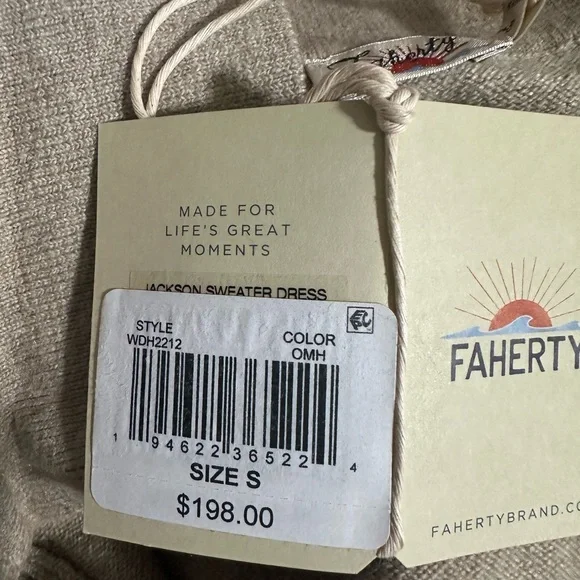 Faherty
MADE FOR
LIFE'S GREAT
MOMENTS
JACKSON SWEATER DRESS
STYLE
WDH2212
COLOR
OMH
1 94622 36522 4
SIZE S
$198.00
FAHERTY
FAHERTYBRAND.CO